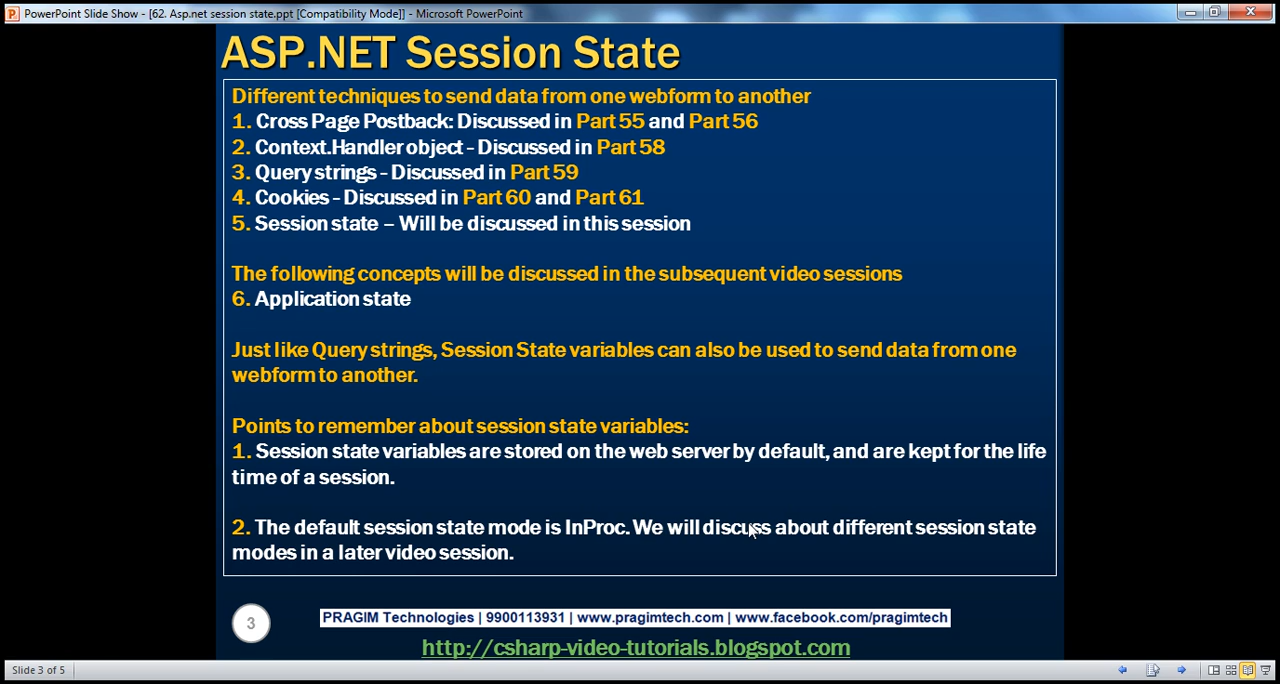 PowerPoint Slide Show - [62. Asp.net session state.ppt [Compatibility Mode]] - Microsoft PowerPoint
ASP.NET Session State
Different techniques to send data from one webform to another
1. Cross Page Postback: Discussed in Part 55 and Part 56
2. Context.Handler object - Discussed in Part 58
3. Query strings - Discussed in Part 59
4. Cookies - Discussed in Part 60 and Part 61
5. Session state – Will be discussed in this session
The following concepts will be discussed in the subsequent video sessions
6. Application state
Just like Query strings, Session State variables can also be used to send data from one
webform to another.
Points to remember about session state variables:
1. Session state variables are stored on the web server by default, and are kept for the life
time of a session.
2. The default session state mode is InProc. We will discuss about different session state
modes in a later video session.
3
PRAGIM Technologies | 9900113931 | www.pragimtech.com | www.facebook.com/pragimtech
http://csharp-video-tutorials.blogspot.com
Slide 3 of 5